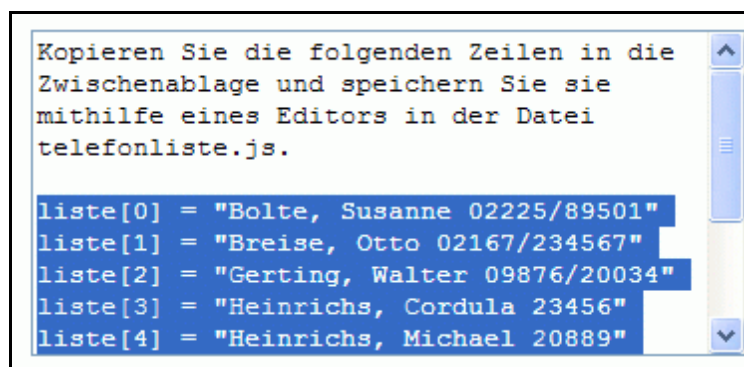 Kopieren Sie die folgenden Zeilen in die
Zwischenablage und speichern Sie sie
mithilfe eines Editors in der Datei
telefonliste.js.
liste[0] = "Bolte, Susanne 02225/89501"
liste[1] = "Breise, Otto 02167/234567"
liste[2] = "Gerting, Walter 09876/20034"
liste[3] = "Heinrichs, Cordula 23456"
liste[4] = "Heinrichs, Michael 20889"